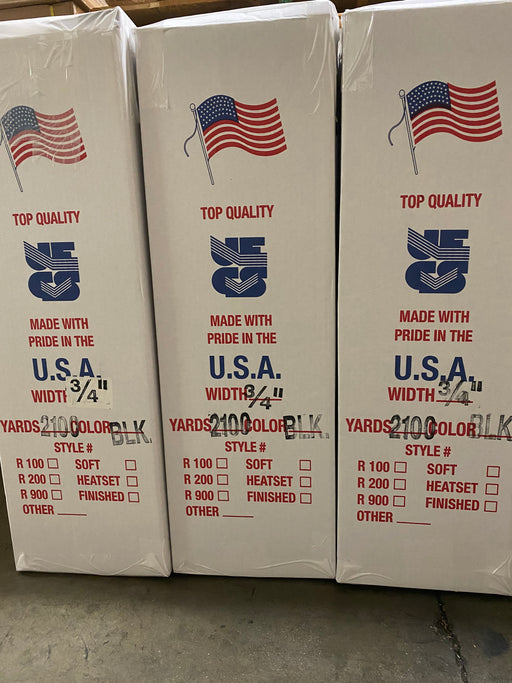 TOP QUALITY
MADE WITH
PRIDE IN THE
U.S.A.
WIDTH 3/4"
YARDS 2100 COLOR BLK.
STYLE #
R 100 □ SOFT □
R 200 □ HEATSET □
R 900 □ FINISHED □
OTHER ______
TOP QUALITY
MADE WITH
PRIDE IN THE
U.S.A.
WIDTH 3/4"
YARDS 2100 COLOR BLK.
STYLE #
R 100 □ SOFT □
R 200 □ HEATSET □
R 900 □ FINISHED □
OTHER ______
TOP QUALITY
MADE WITH
PRIDE IN THE
U.S.A.
WIDTH 3/4"
YARDS 2100 COLOR BLK
STYLE #
R 100 □ SOFT □
R 200 □ HEATSET □
R 900 □ FINISHED □
OTHER ______